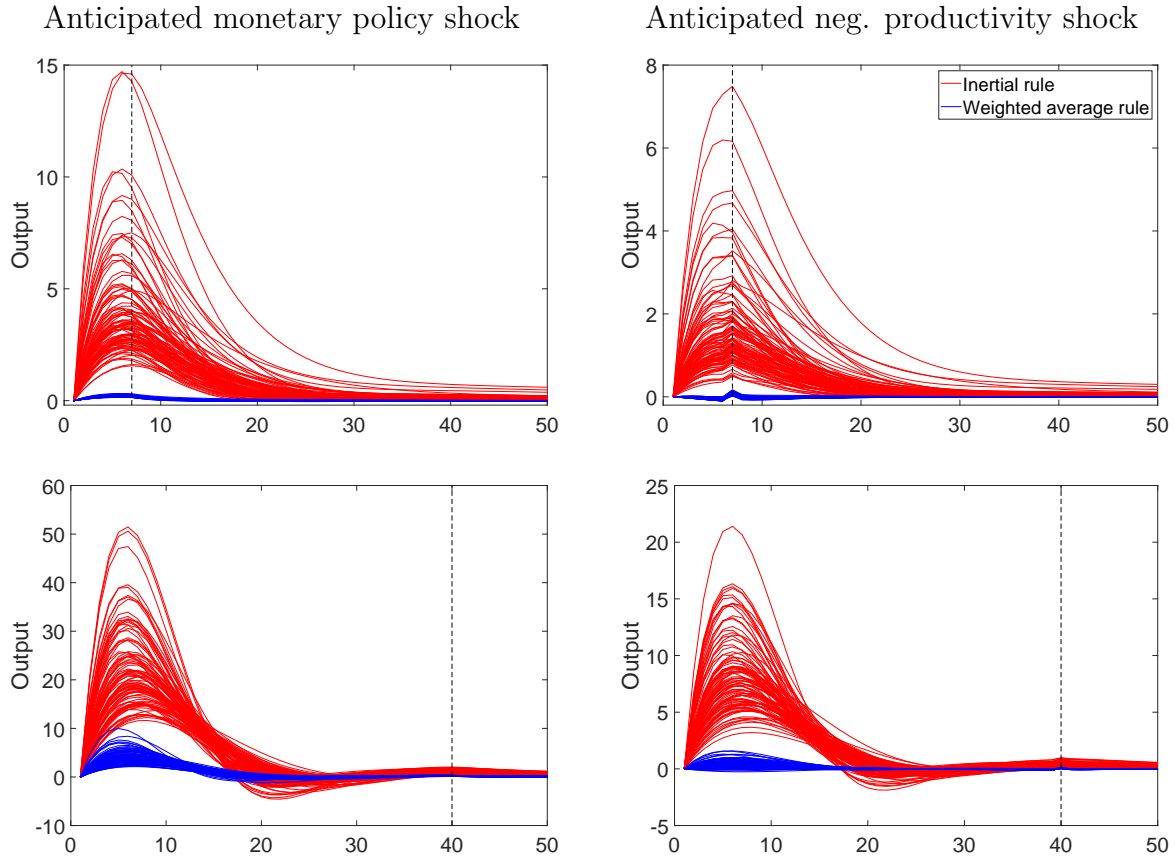 Anticipated monetary policy shock
Anticipated neg. productivity shock
15
10
5
0
Output
0 10 20 30 40 50
8
6
4
2
0
Output
Inertial rule
Weighted average rule
0 10 20 30 40 50
60
50
40
30
20
10
0
-10
Output
0 10 20 30 40 50
25
20
15
10
5
0
-5
Output
0 10 20 30 40 50